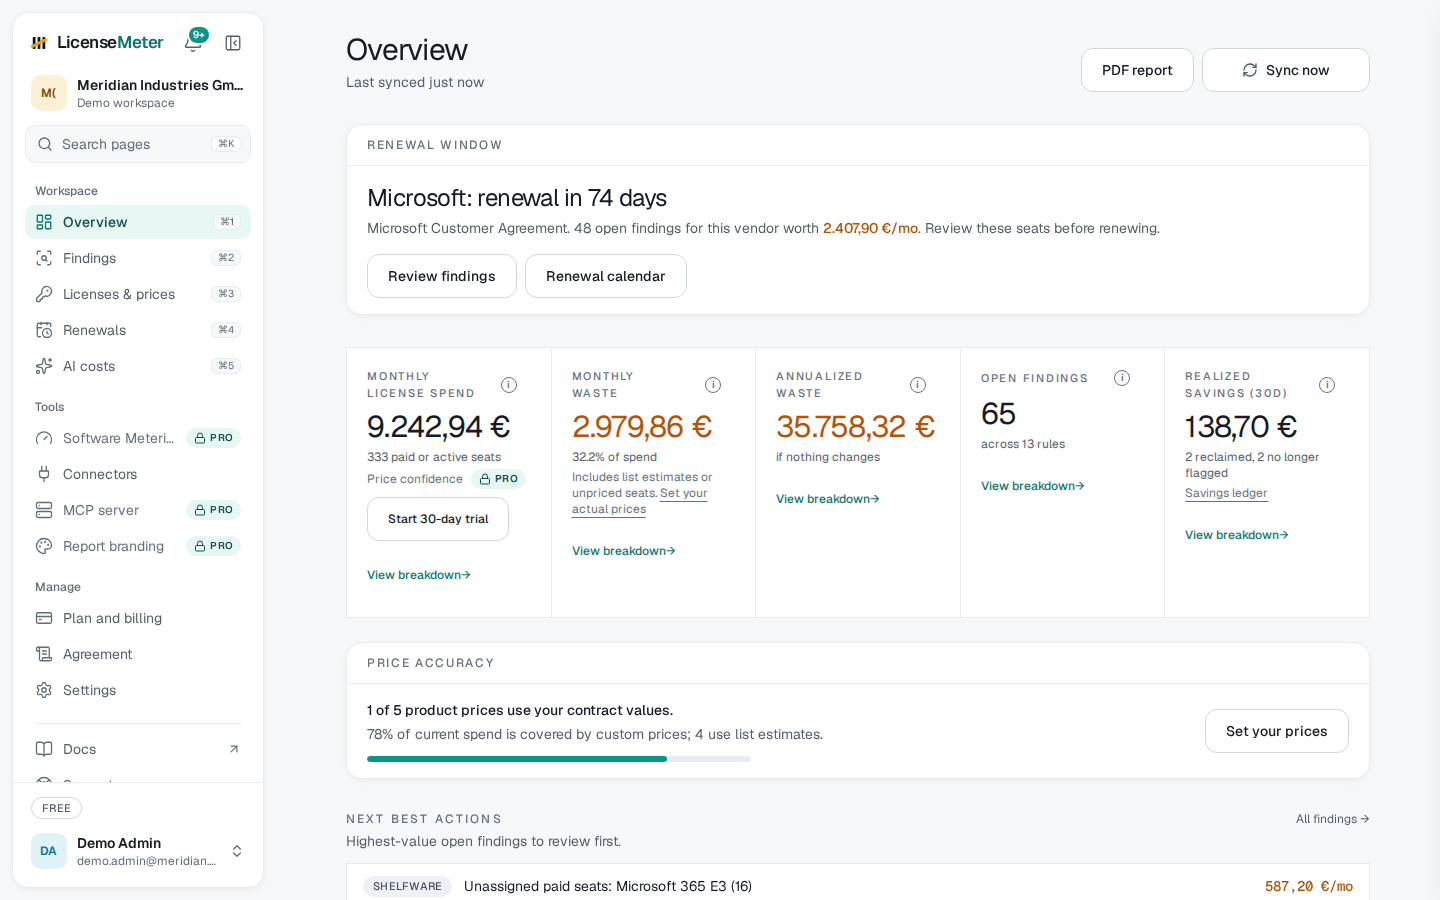 LicenseMeter
9+
M(
Meridian Industries Gm...
Demo workspace
Search pages
⌘K
Workspace
Overview
⌘1
Findings
⌘2
Licenses & prices
⌘3
Renewals
⌘4
AI costs
⌘5
Tools
Software Meteri...
PRO
Connectors
MCP server
PRO
Report branding
PRO
Manage
Plan and billing
Agreement
Settings
Docs
FREE
DA
Demo Admin
demo.admin@meridian....
Overview
Last synced just now
PDF report
Sync now
RENEWAL WINDOW
Microsoft: renewal in 74 days
Microsoft Customer Agreement. 48 open findings for this vendor worth 2.407,90 €/mo. Review these seats before renewing.
Review findings
Renewal calendar
MONTHLY
LICENSE SPEND
9.242,94 €
333 paid or active seats
Price confidence
PRO
Start 30-day trial
View breakdown→
MONTHLY
WASTE
2.979,86 €
32.2% of spend
Includes list estimates or
unpriced seats. Set your
actual prices
View breakdown→
ANNUALIZED
WASTE
35.758,32 €
if nothing changes
View breakdown→
OPEN FINDINGS
65
across 13 rules
View breakdown→
REALIZED
SAVINGS (30D)
138,70 €
2 reclaimed, 2 no longer
flagged
Savings ledger
View breakdown→
PRICE ACCURACY
1 of 5 product prices use your contract values.
78% of current spend is covered by custom prices; 4 use list estimates.
Set your prices
NEXT BEST ACTIONS
All findings →
Highest-value open findings to review first.
SHELFWARE
Unassigned paid seats: Microsoft 365 E3 (16)
587,20 €/mo